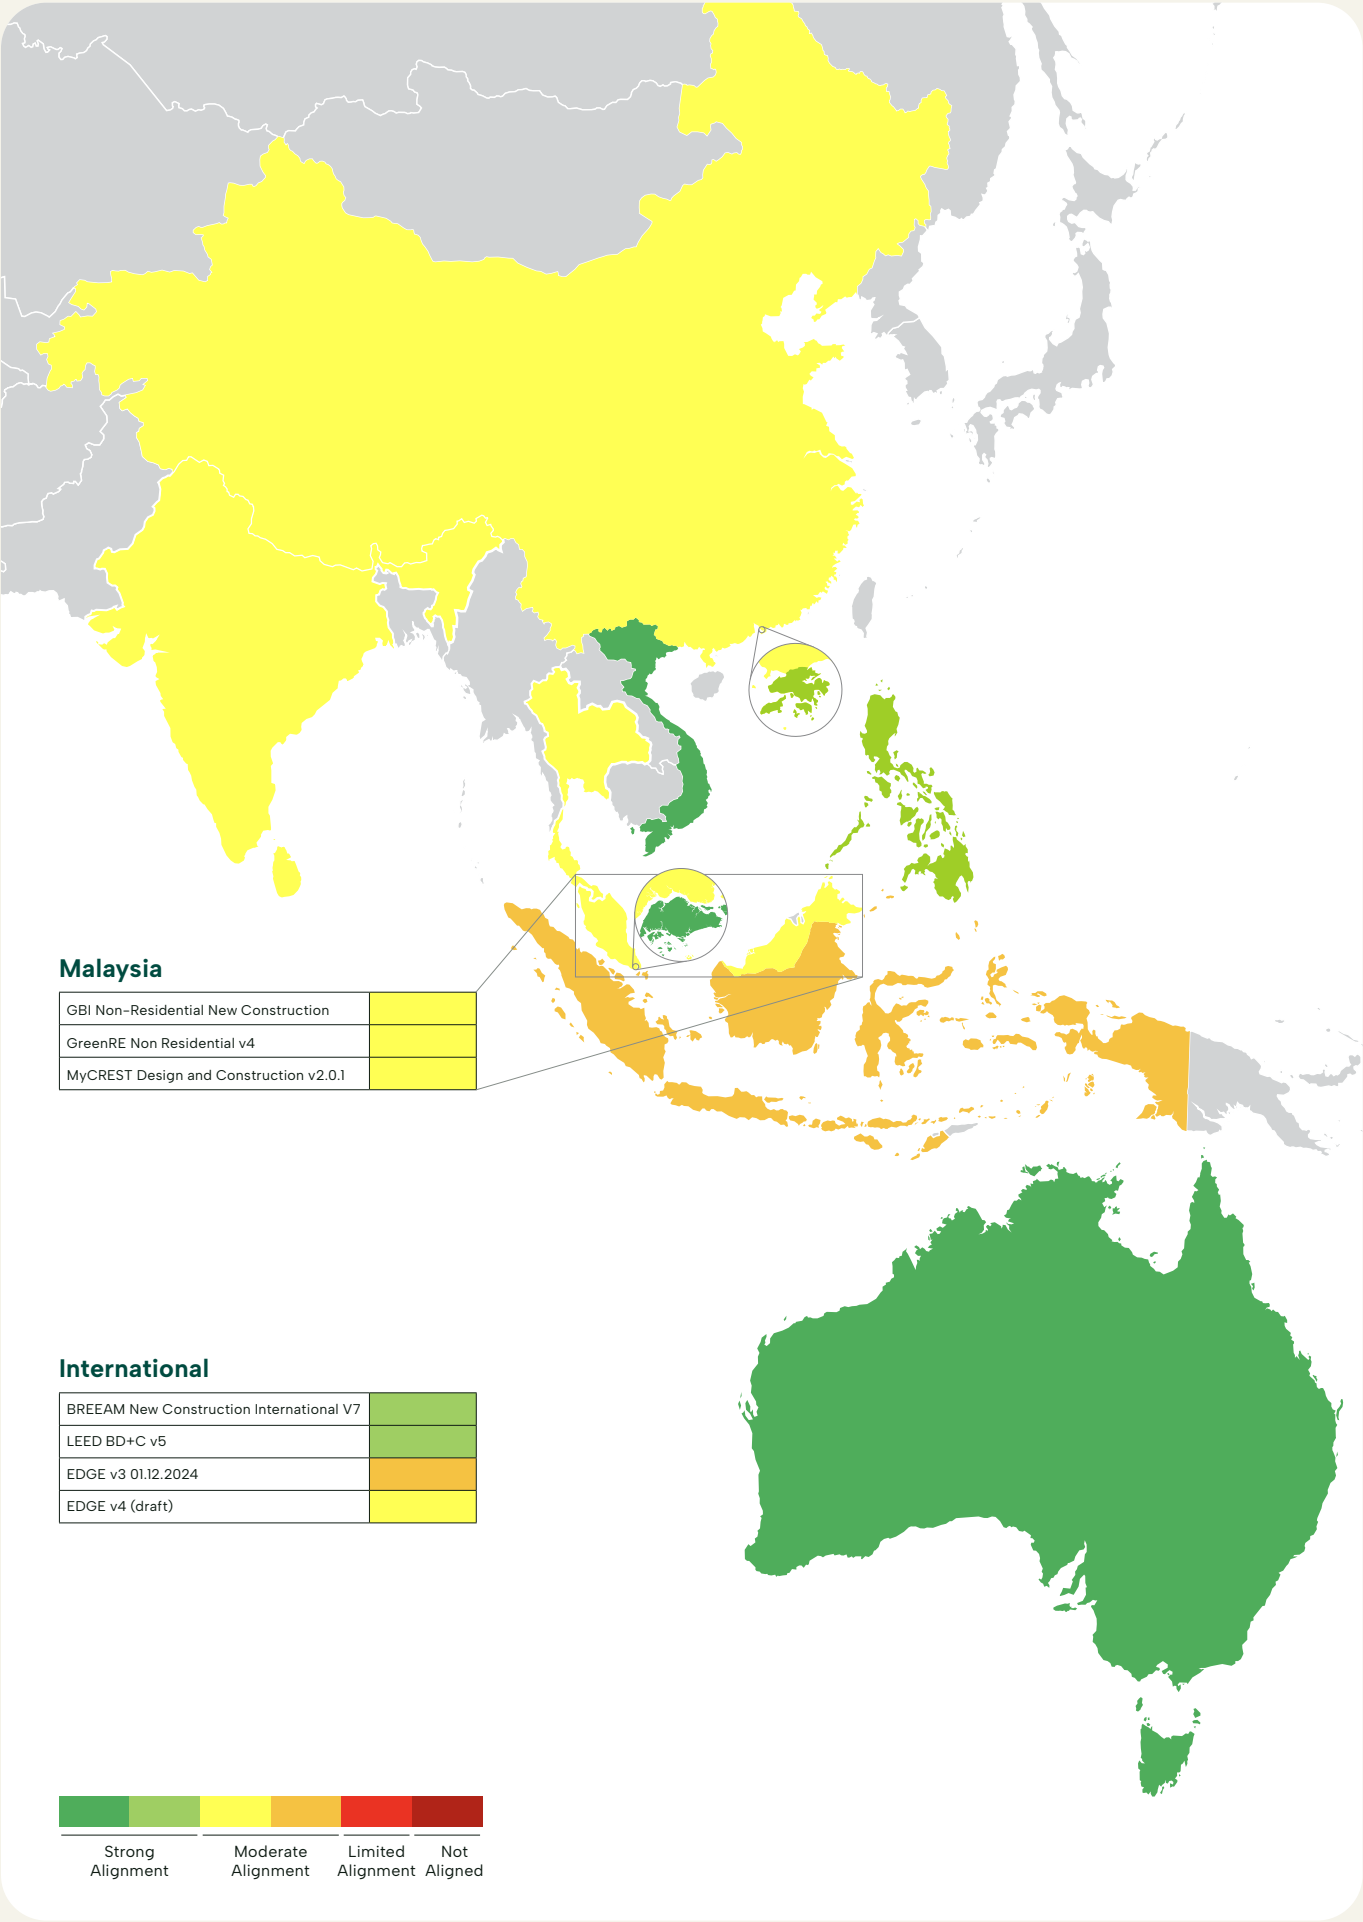 Malaysia
GBI Non-Residential New Construction
GreenRE Non Residential v4
MyCREST Design and Construction v2.0.1
International
BREEAM New Construction International V7
LEED BD+C v5
EDGE v3 01.12.2024
EDGE v4 (draft)
Strong
Alignment
Moderate
Alignment
Limited
Alignment
Not
Aligned